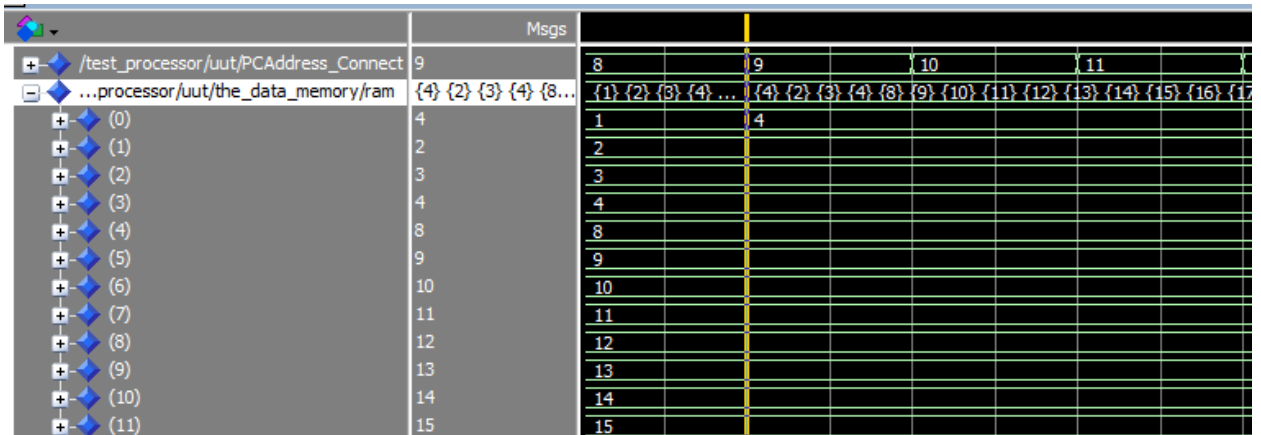 Msgs
/test_processor/uut/PCAddress_Connect 9 8 9 10 11
...processor/uut/the_data_memory/ram {4} {2} {3} {4} {8... {1} {2} {3} {4} ... {4} {2} {3} {4} {8} {9} {10} {11} {12} {13} {14} {15} {16} {17
(0) 4 1 4
(1) 2 2
(2) 3 3
(3) 4 4
(4) 8 8
(5) 9 9
(6) 10 10
(7) 11 11
(8) 12 12
(9) 13 13
(10) 14 14
(11) 15 15